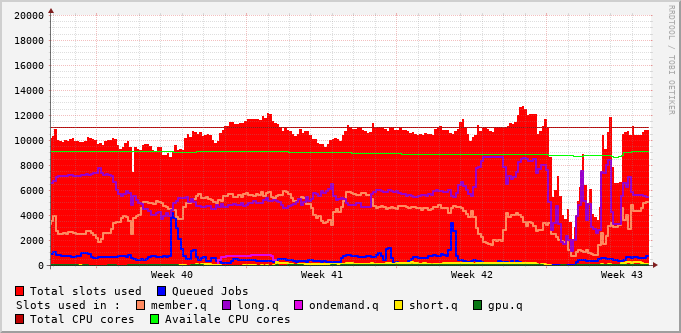 20000
18000
16000
14000
12000
10000
8000
6000
4000
2000
0
Week 40 Week 41 Week 42 Week 43
RRDTOOL / TOBI OETIKER
Total slots used Queued Jobs
Slots used in : member.q long.q ondemand.q short.q gpu.q
Total CPU cores Availale CPU cores